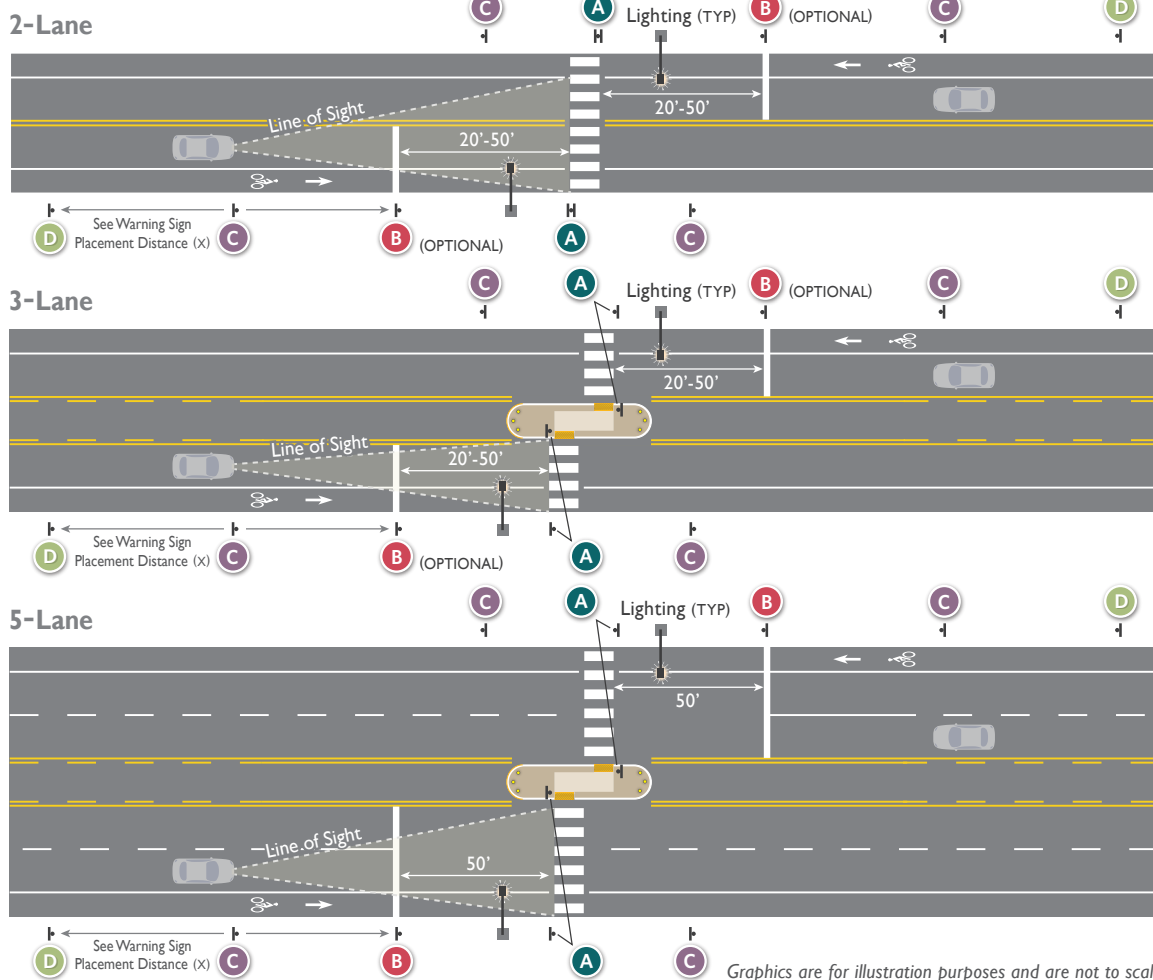 C A Lighting (TYP) B (OPTIONAL) C D
2-Lane
Line of Sight
20'-50'
20'-50'
D See Warning Sign C B (OPTIONAL) A C
Placement Distance (X)
C A Lighting (TYP) B (OPTIONAL) C D
3-Lane
20'-50'
Line of Sight
20'-50'
D See Warning Sign C B (OPTIONAL) A C
Placement Distance (X)
C A Lighting (TYP) B C D
5-Lane
50'
Line of Sight
50'
D See Warning Sign C B A C
Placement Distance (X)
Graphics are for illustration purposes and are not to scal